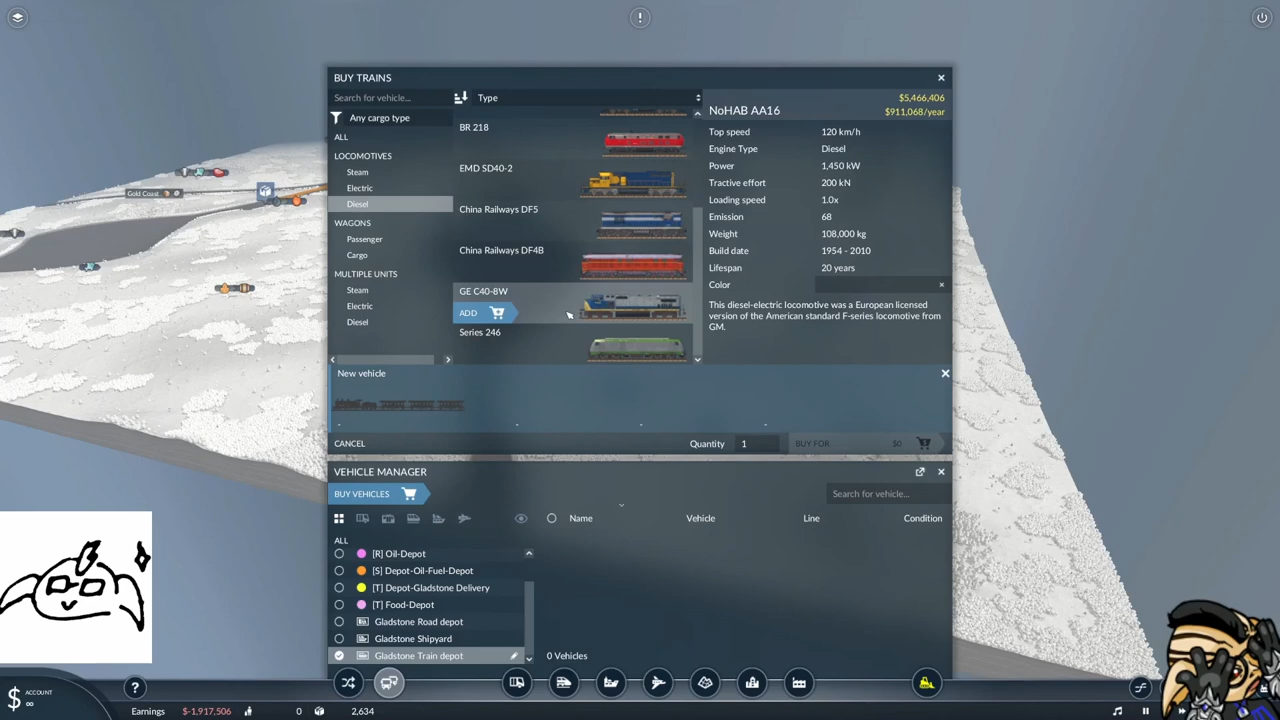 BUY TRAINS
Search for vehicle...
Type
Any cargo type
ALL
LOCOMOTIVES
Steam
Electric
Diesel
WAGONS
Passenger
Cargo
MULTIPLE UNITS
Steam
Electric
Diesel
BR 218
EMD SD40-2
China Railways DF5
China Railways DF4B
GE C40-8W
ADD
Series 246
$5,466,406
NoHAB AA16
$911,068/year
Top speed 120 km/h
Engine Type Diesel
Power 1,450 kW
Tractive effort 200 kN
Loading speed 1.0x
Emission 68
Weight 108,000 kg
Build date 1954 - 2010
Lifespan 20 years
Color
This diesel-electric locomotive was a European licensed
version of the American standard F-series locomotive from
GM.
New vehicle
- - - -
CANCEL
Quantity 1
BUY FOR $0
VEHICLE MANAGER
BUY VEHICLES
Search for vehicle...
Name Vehicle Line Condition
ALL
[R] Oil-Depot
[S] Depot-Oil-Fuel-Depot
[T] Depot-Gladstone Delivery
[T] Food-Depot
Gladstone Road depot
Gladstone Shipyard
Gladstone Train depot
0 Vehicles
Gold Coast
$ ACCOUNT
∞
?
Earnings $-1,917,506 0 2,634